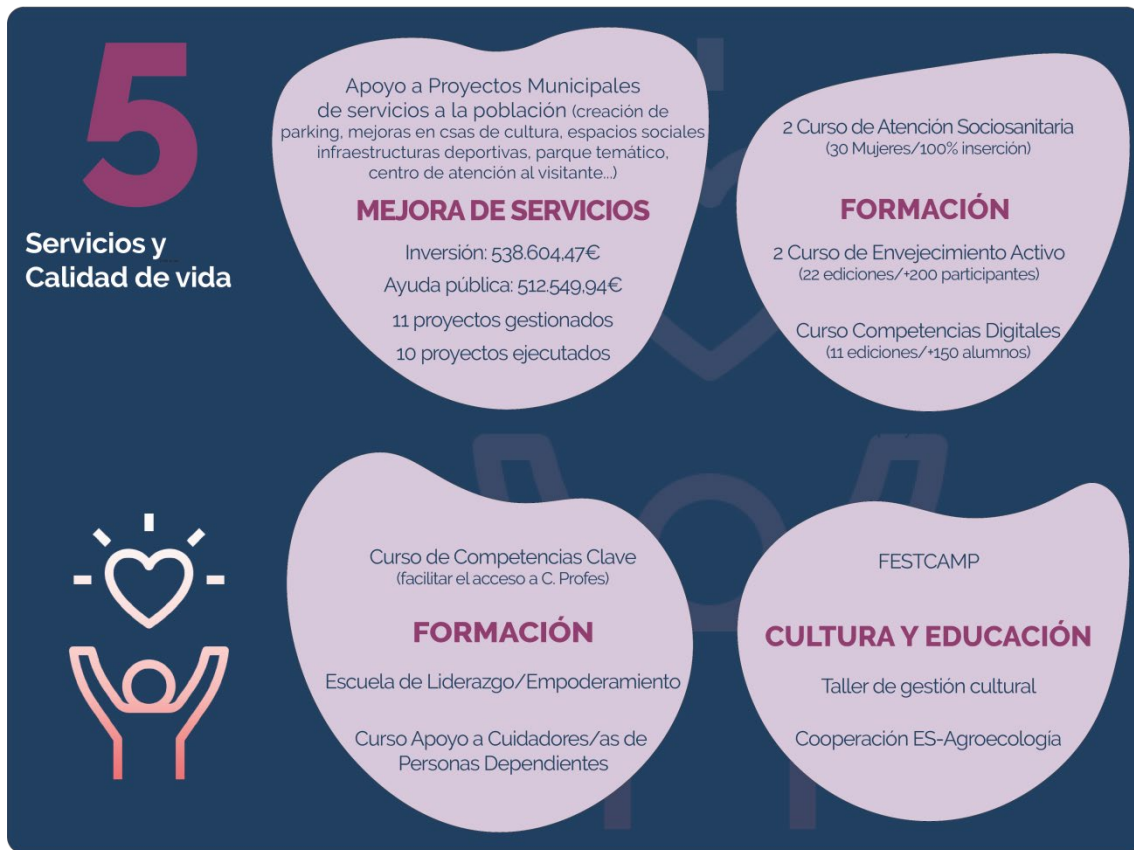 5
Servicios y
Calidad de vida
Apoyo a Proyectos Municipales
de servicios a la población (creación de
parking, mejoras en csas de cultura, espacios sociales
infraestructuras deportivas, parque temático,
centro de atención al visitante...)
MEJORA DE SERVICIOS
Inversión: 538.604,47€
Ayuda pública: 512.549,94€
11 proyectos gestionados
10 proyectos ejecutados
2 Curso de Atención Sociosanitaria
(30 Mujeres/100% inserción)
FORMACIÓN
2 Curso de Envejecimiento Activo
(22 ediciones/+200 participantes)
Curso Competencias Digitales
(11 ediciones/+150 alumnos)
Curso de Competencias Clave
(facilitar el acceso a C. Profes)
FORMACIÓN
Escuela de Liderazgo/Empoderamiento
Curso Apoyo a Cuidadores/as de
Personas Dependientes
FESTCAMP
CULTURA Y EDUCACIÓN
Taller de gestión cultural
Cooperación ES-Agroecología